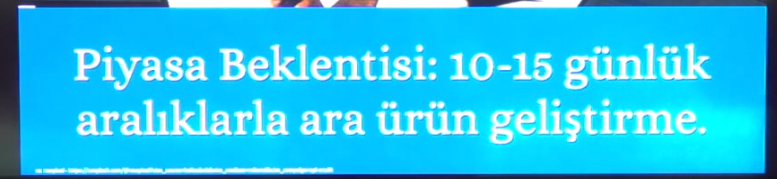 Piyasa Beklentisi: 10-15 günlük
aralıklarla ara ürün geliştirme.